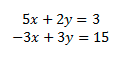 5x + 2y = 3
−3x + 3y = 15